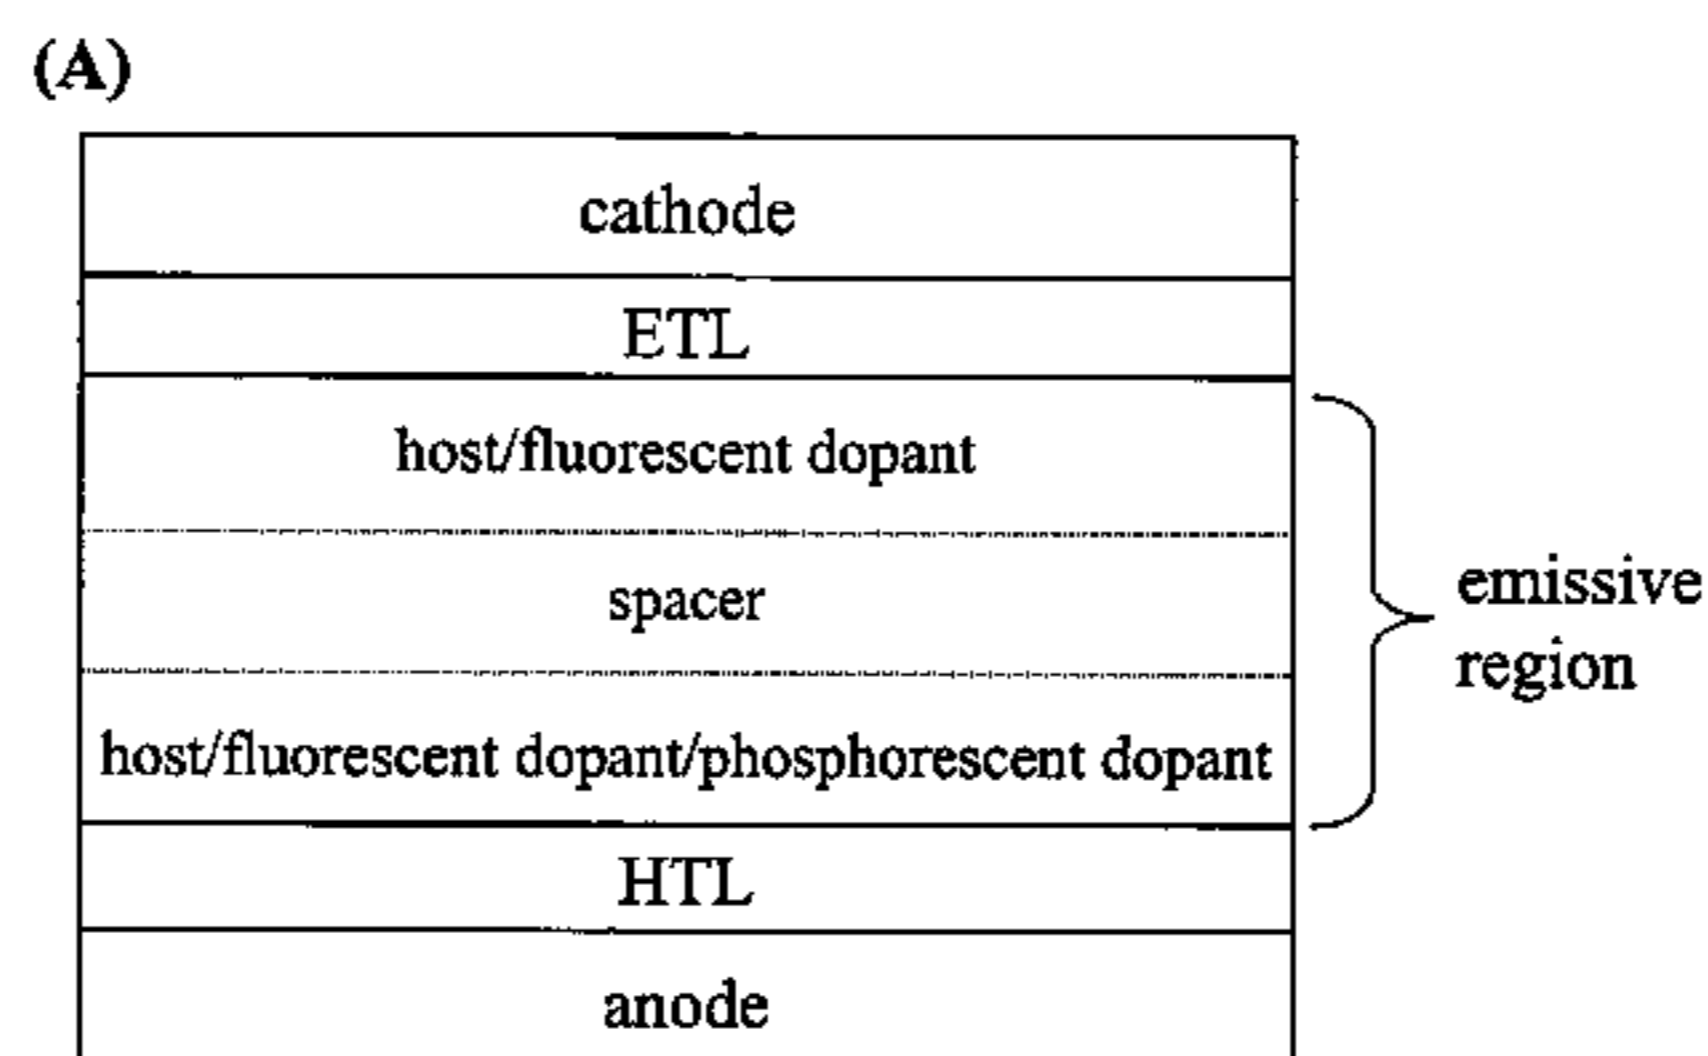 (A)
cathode
ETL
host/fluorescent dopant
spacer
host/fluorescent dopant/phosphorescent dopant
HTL
anode
emissive
region